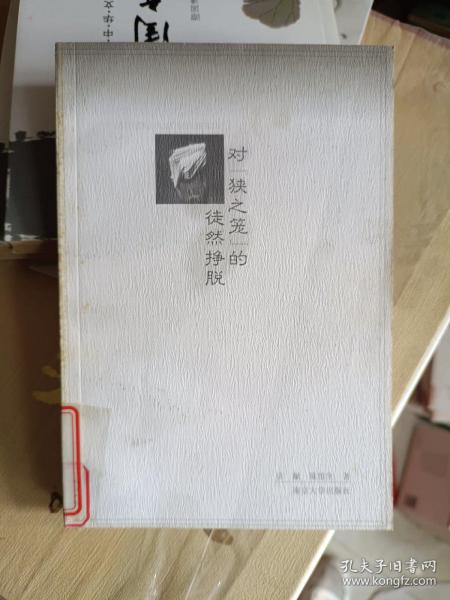 对「狭之笼」的
徒然挣脱
著
南京大学出版社
孔夫子旧书网
www.kongfz.com